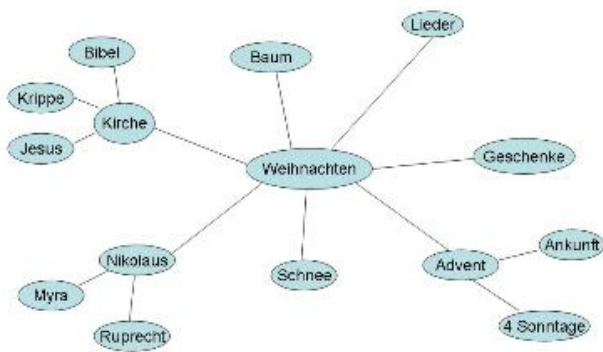 Lieder
Bibel
Baum
Krippe
Kirche
Jesus
Weihnachten
Geschenke
Nikolaus
Schnee
Advent
Ankunft
Myra
Ruprecht
4 Sonntage